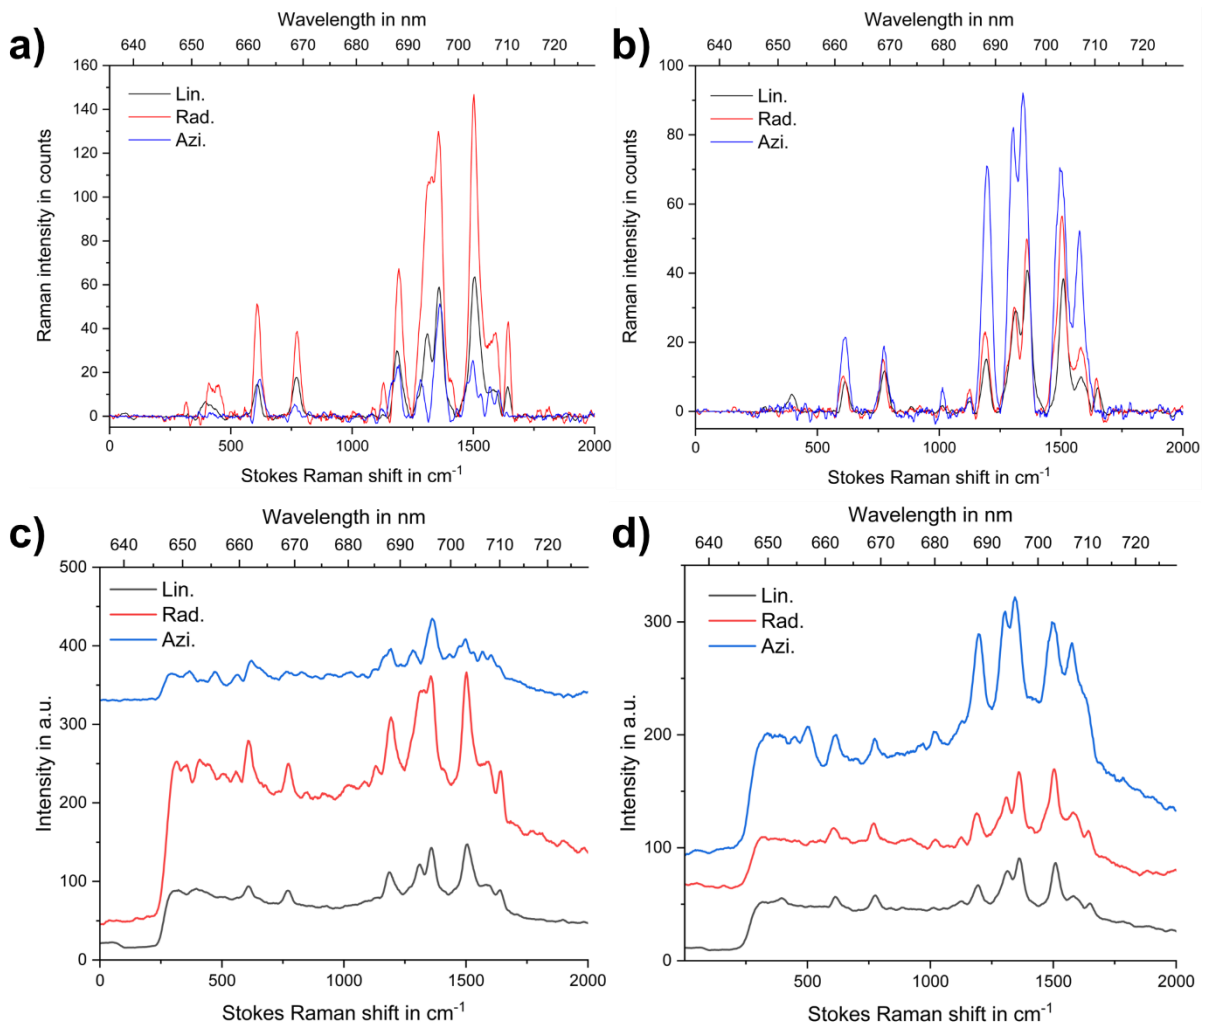 a)
Wavelength in nm
640 650 660 670 680 690 700 710 720
160
140
120
100
80
60
40
20
0
Raman intensity in counts
Lin.
Rad.
Azi.
0 500 1000 1500 2000
Stokes Raman shift in cm⁻¹
b)
Wavelength in nm
640 650 660 670 680 690 700 710 720
100
80
60
40
20
0
Raman intensity in counts
Lin.
Rad.
Azi.
0 500 1000 1500 2000
Stokes Raman shift in cm⁻¹
c)
Wavelength in nm
640 650 660 670 680 690 700 710 720
500
400
300
200
100
0
Intensity in a.u.
Lin.
Rad.
Azi.
0 500 1000 1500 2000
Stokes Raman shift in cm⁻¹
d)
Wavelength in nm
640 650 660 670 680 690 700 710 720
300
200
100
0
Intensity in a.u.
Lin.
Rad.
Azi.
0 500 1000 1500 2000
Stokes Raman shift in cm⁻¹